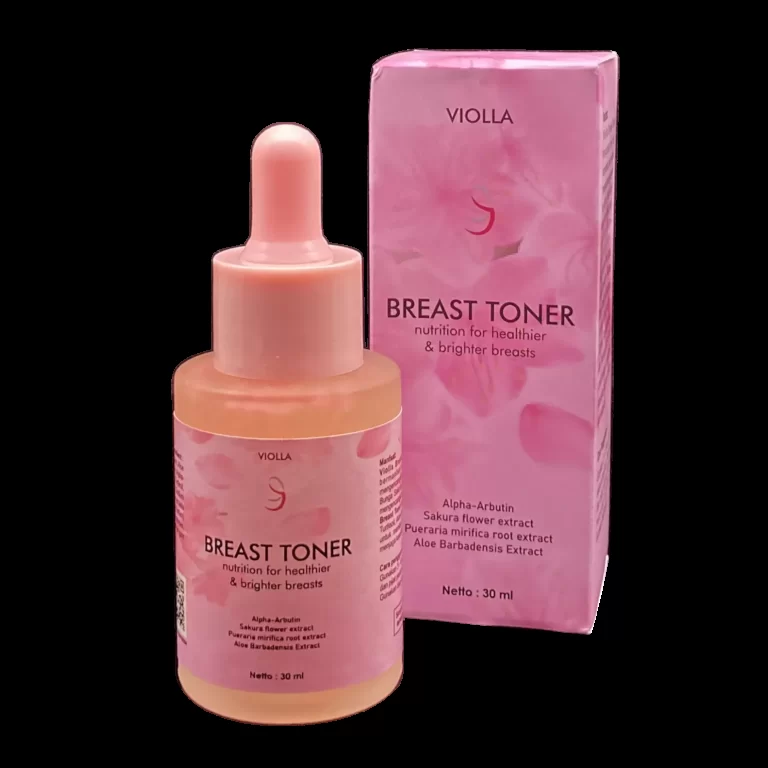 VIOLLA
BREAST TONER
nutrition for healthier
& brighter breasts
Alpha-Arbutin
Sakura flower extract
Pueraria mirifica root extract
Aloe Barbadensis Extract
Netto : 30 ml
VIOLLA
BREAST TONER
nutrition for healthier
& brighter breasts
Alpha-Arbutin
Sakura flower extract
Pueraria mirifica root extract
Aloe Barbadensis Extract
Netto : 30 ml
Manfaat
Violla